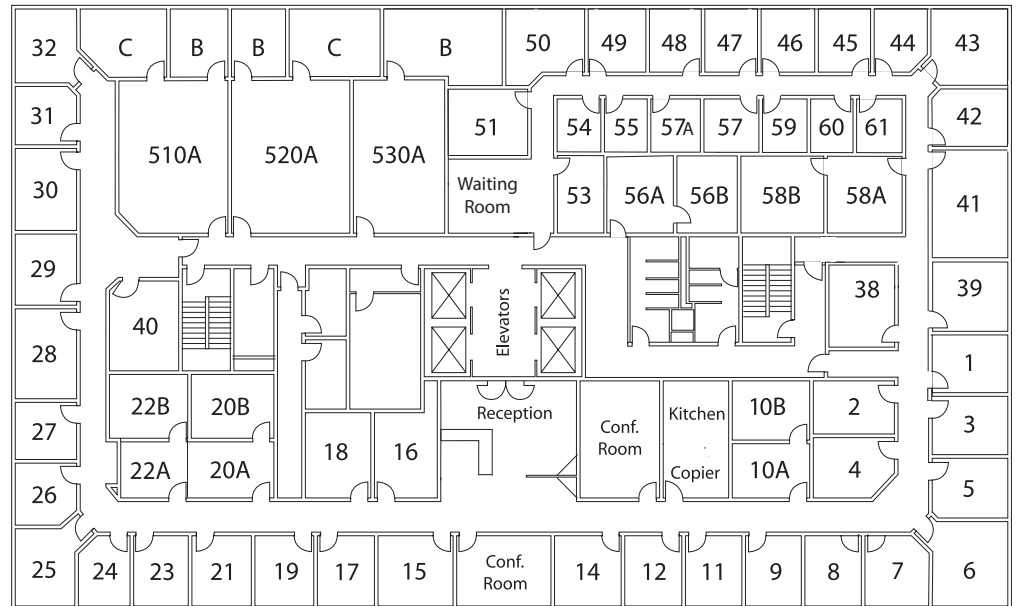 32
C
B
B
C
B
50
49
48
47
46
45
44
43
31
510A
520A
530A
51
54
55
57A
57
59
60
61
42
30
Waiting
Room
53
56A
56B
58B
58A
41
29
40
Elevators
38
39
28
1
22B
20B
Reception
Kitchen
10B
2
3
27
22A
20A
18
16
Conf.
Room
Copier
10A
4
26
5
25
24
23
21
19
17
15
Conf.
Room
14
12
11
9
8
7
6